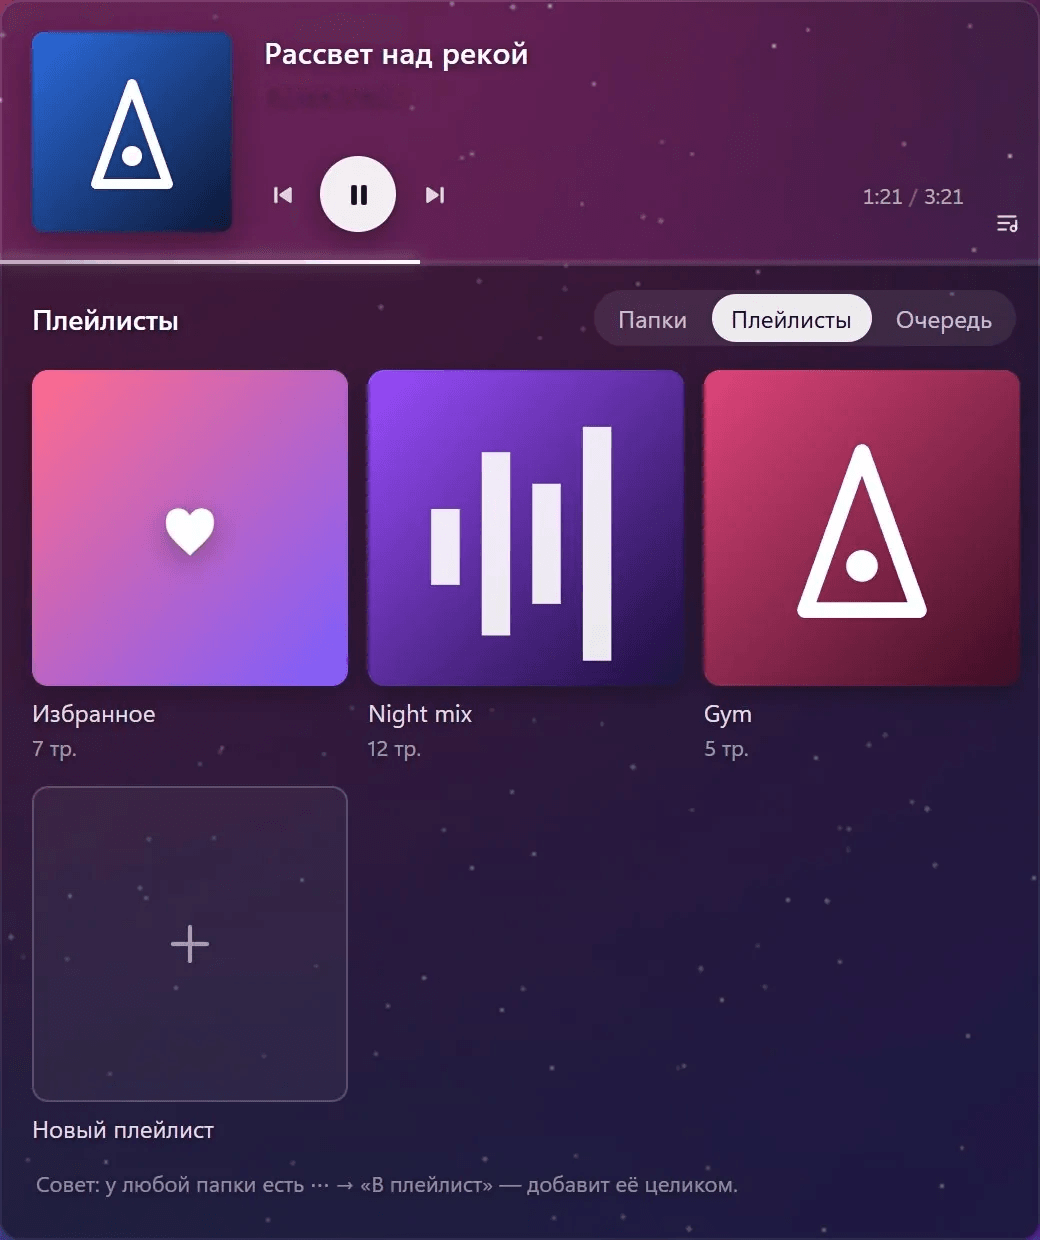 Рассвет над рекой
1:21 / 3:21
Плейлисты
Папки Плейлисты Очередь
Избранное
7 тр.
Night mix
12 тр.
Gym
5 тр.
Новый плейлист
Совет: у любой папки есть ··· → «В плейлист» — добавит её целиком.